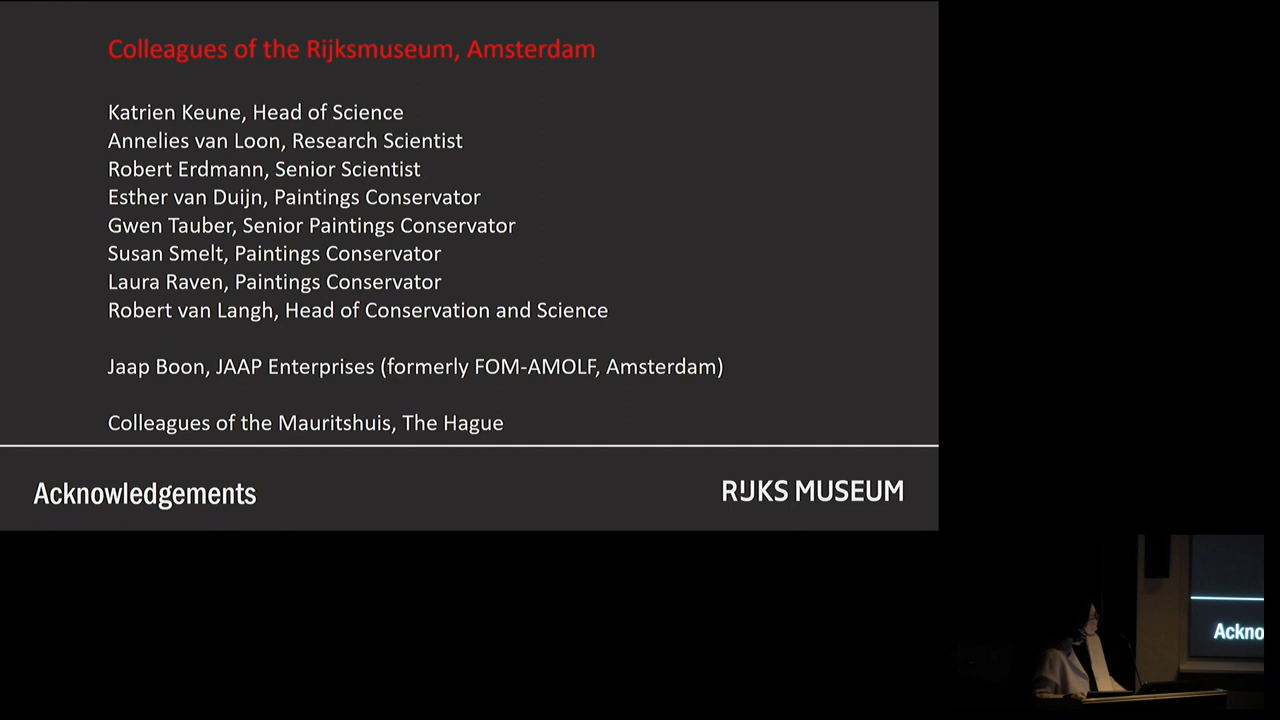 Colleagues of the Rijksmuseum, Amsterdam
Katrien Keune, Head of Science
Annelies van Loon, Research Scientist
Robert Erdmann, Senior Scientist
Esther van Duijn, Paintings Conservator
Gwen Tauber, Senior Paintings Conservator
Susan Smelt, Paintings Conservator
Laura Raven, Paintings Conservator
Robert van Langh, Head of Conservation and Science
Jaap Boon, JAAP Enterprises (formerly FOM-AMOLF, Amsterdam)
Colleagues of the Mauritshuis, The Hague
Acknowledgements
RIJKS MUSEUM
Ackno